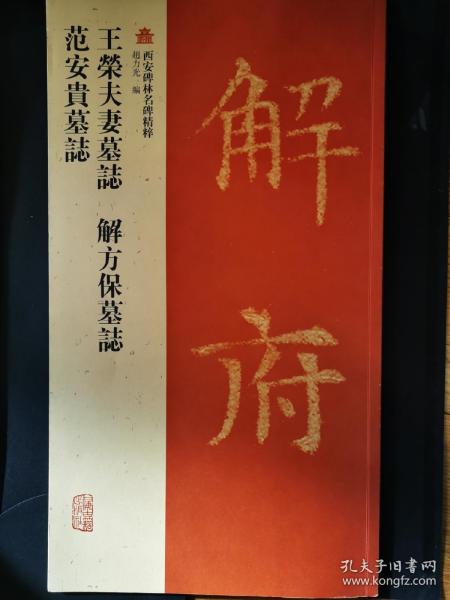 西安碑林名碑精粹
趙力光 編
王榮夫妻墓誌 解方保墓誌
范安貴墓誌
解府
孔夫子旧书网
www.kongfz.com